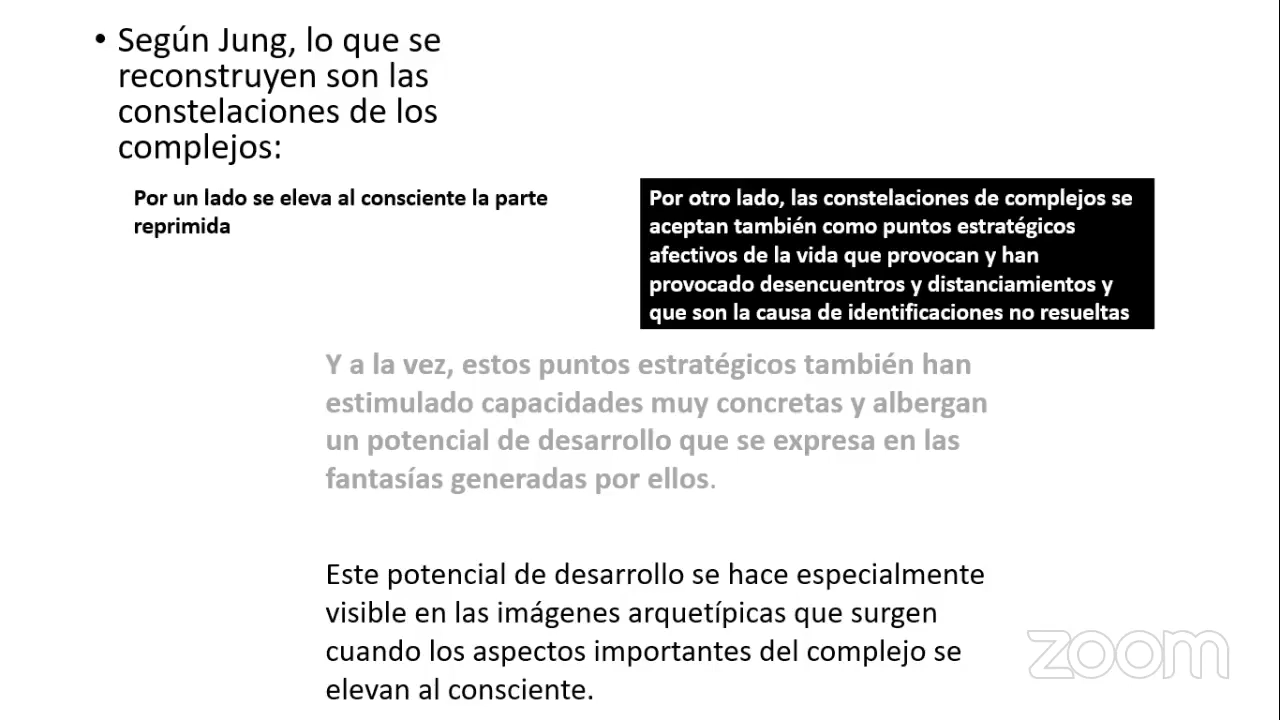 • Según Jung, lo que se
reconstruyen son las
constelaciones de los
complejos:
Por un lado se eleva al consciente la parte
reprimida
Por otro lado, las constelaciones de complejos se
aceptan también como puntos estratégicos
afectivos de la vida que provocan y han
provocado desencuentros y distanciamientos y
que son la causa de identificaciones no resueltas
Y a la vez, estos puntos estratégicos también han
estimulado capacidades muy concretas y albergan
un potencial de desarrollo que se expresa en las
fantasías generadas por ellos.
Este potencial de desarrollo se hace especialmente
visible en las imágenes arquetípicas que surgen
cuando los aspectos importantes del complejo se
elevan al consciente.
zoom